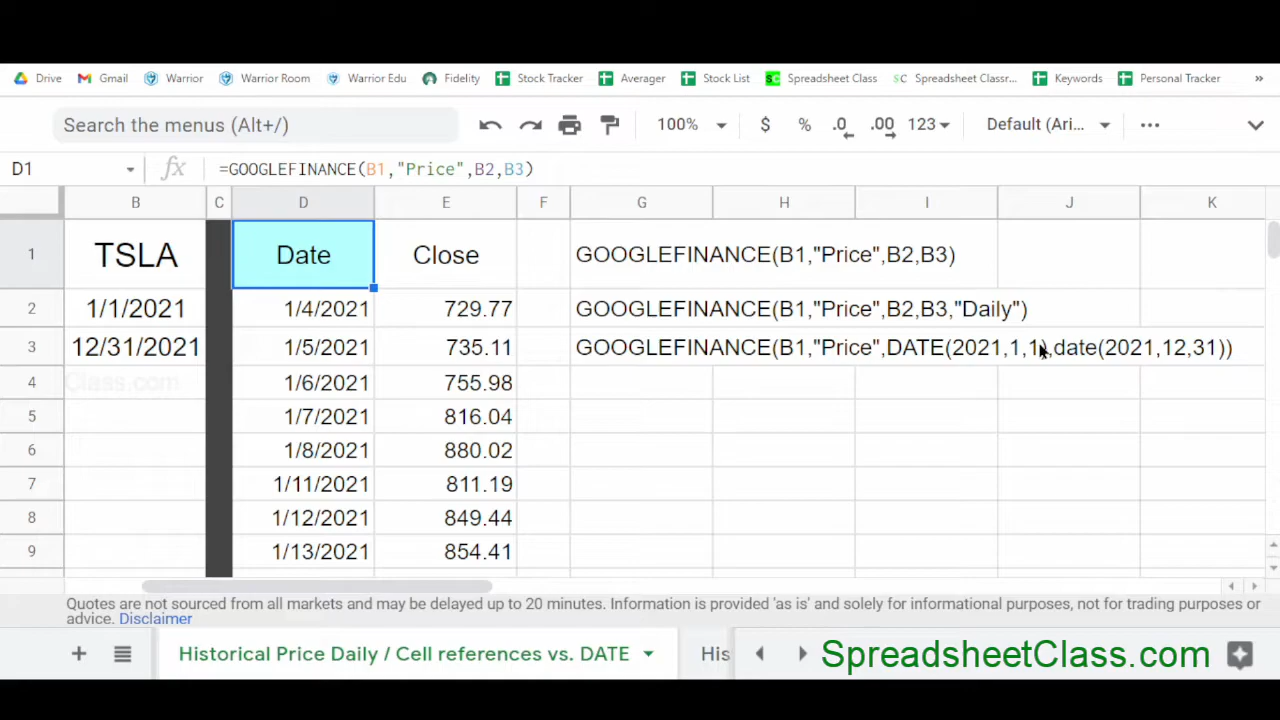 Drive Gmail Warrior Warrior Room Warrior Edu Fidelity Stock Tracker Averager Stock List Spreadsheet Class Spreadsheet Classr... Keywords Personal Tracker »
Search the menus (Alt+/) 100% $ % .0 .00 123 Default (Ari... ...
D1 fx =GOOGLEFINANCE(B1,"Price",B2,B3)
B C D E F G H I J K
1 TSLA Date Close GOOGLEFINANCE(B1,"Price",B2,B3)
2 1/1/2021 1/4/2021 729.77 GOOGLEFINANCE(B1,"Price",B2,B3,"Daily")
3 12/31/2021 1/5/2021 735.11 GOOGLEFINANCE(B1,"Price",DATE(2021,1,1),date(2021,12,31))
4 Class.com 1/6/2021 755.98
5 1/7/2021 816.04
6 1/8/2021 880.02
7 1/11/2021 811.19
8 1/12/2021 849.44
9 1/13/2021 854.41
Quotes are not sourced from all markets and may be delayed up to 20 minutes. Information is provided 'as is' and solely for informational purposes, not for trading purposes or
advice. Disclaimer
+ Historical Price Daily / Cell references vs. DATE His SpreadsheetClass.com